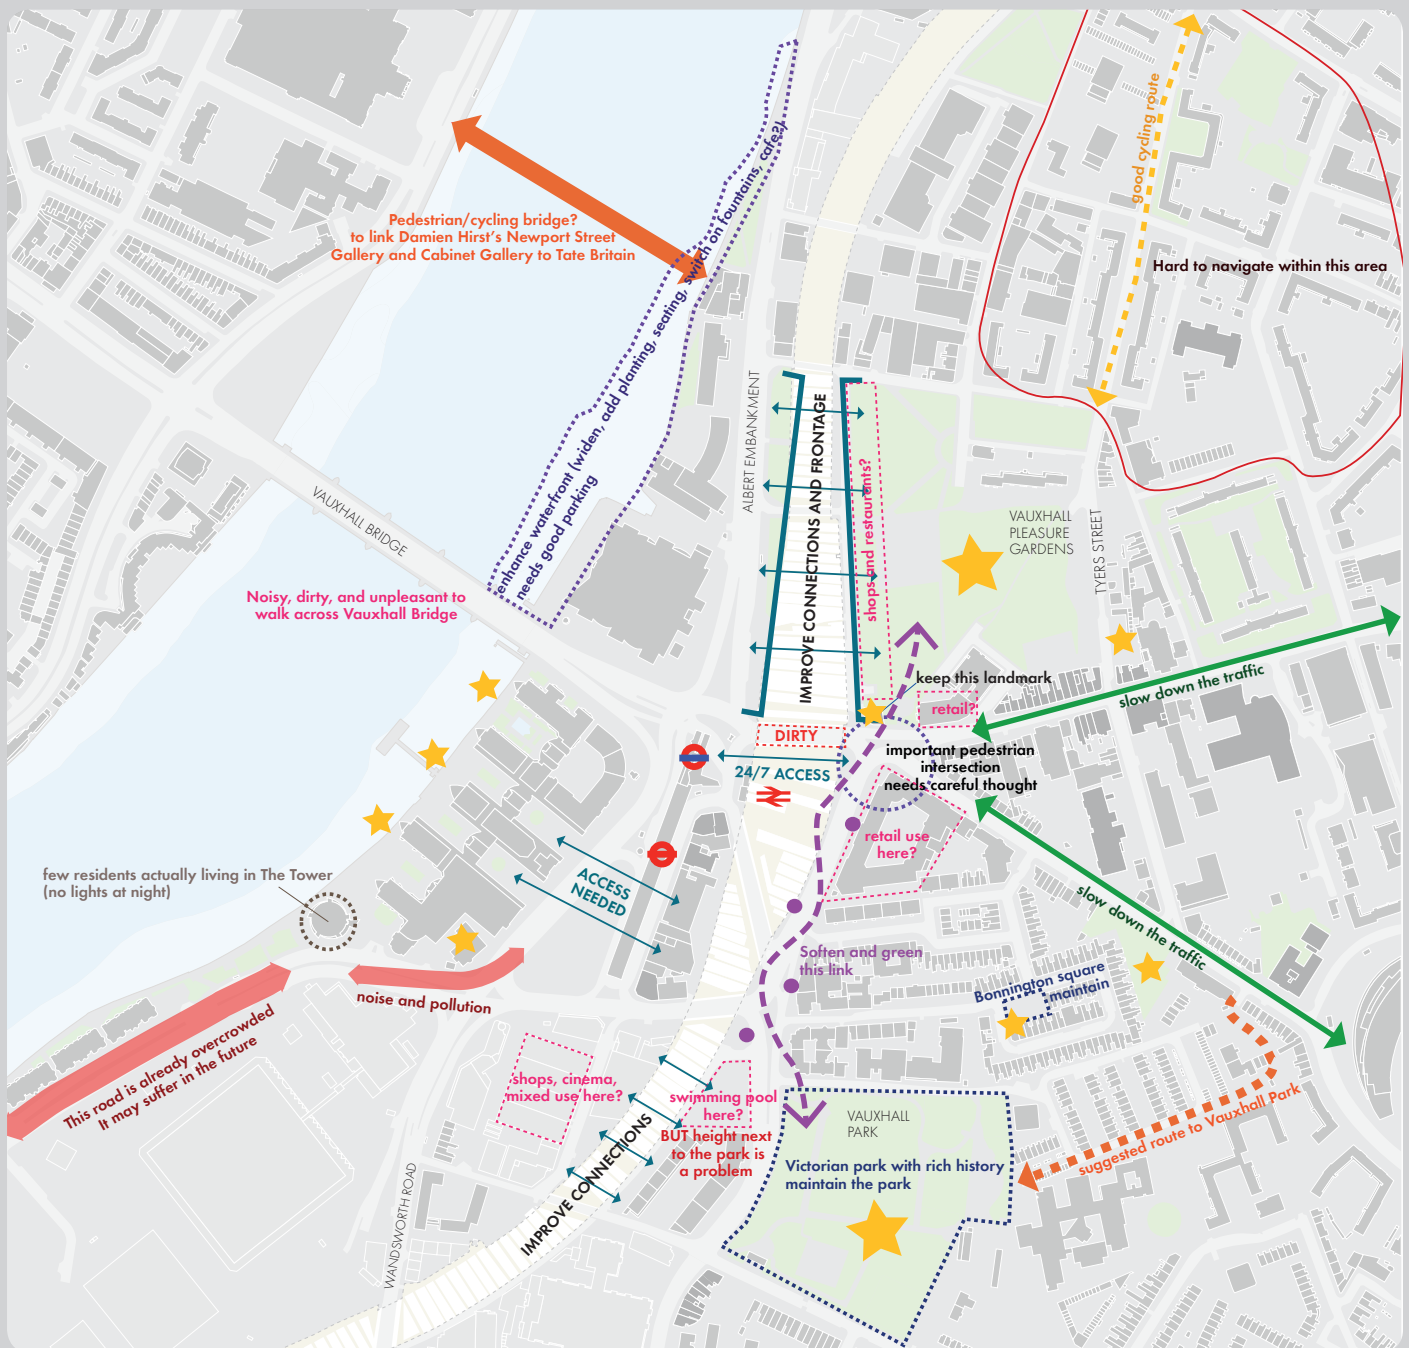 good cycling route
Pedestrian/cycling bridge?
to link Damien Hirst's Newport Street
Gallery and Cabinet Gallery to Tate Britain
enhance waterfront (widen, add planting, seating, switch on fountains, cafe?)
needs good parking
Hard to navigate within this area
ALBERT EMBANKMENT
IMPROVE CONNECTIONS AND FRONTAGE
shops and restaurants?
VAUXHALL BRIDGE
VAUXHALL
PLEASURE
GARDENS
TYERS STREET
Noisy, dirty, and unpleasant to
walk across Vauxhall Bridge
keep this landmark
retail?
slow down the traffic
DIRTY
24/7 ACCESS
important pedestrian
intersection
needs careful thought
retail use
here?
few residents actually living in The Tower
(no lights at night)
ACCESS
NEEDED
slow down the traffic
Soften and green
this link
Bonnington square
maintain
noise and pollution
This road is already overcrowded
It may suffer in the future
shops, cinema,
mixed use here?
swimming pool
here?
BUT height next
to the park is
a problem
VAUXHALL
PARK
Victorian park with rich history
maintain the park
suggested route to Vauxhall Park
IMPROVE CONNECTIONS
WANDSWORTH ROAD